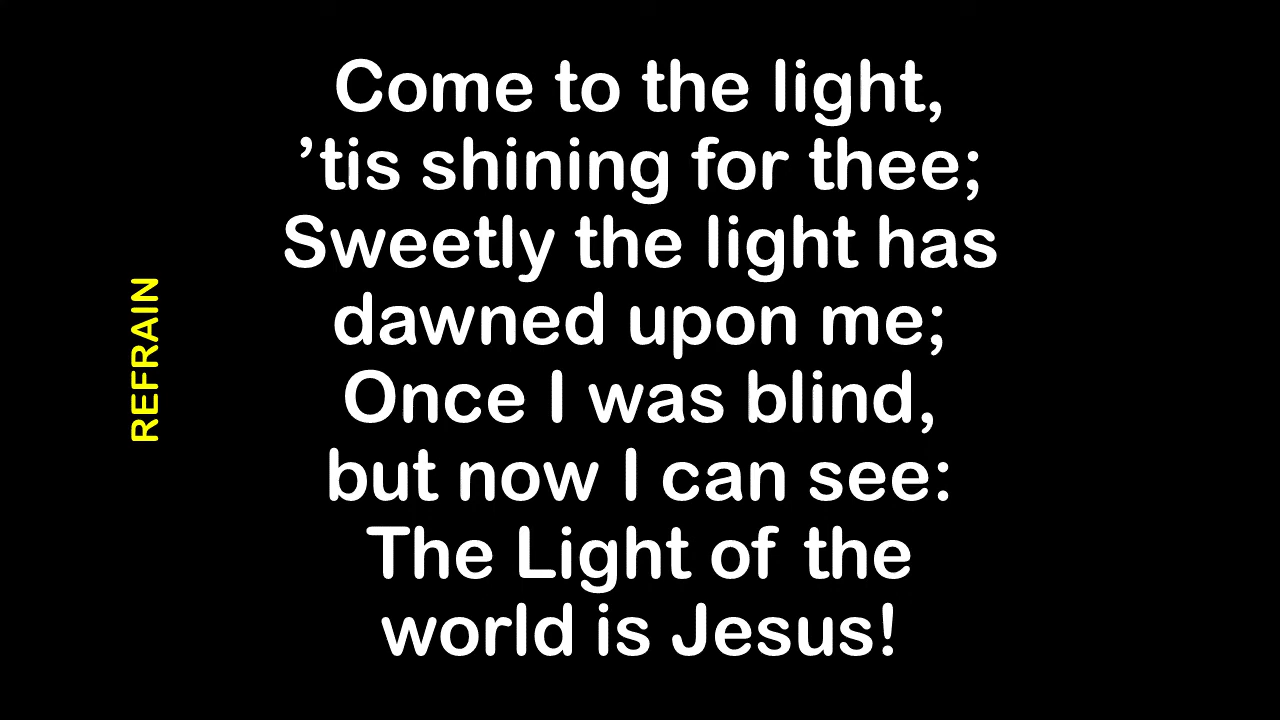 REFRAIN
Come to the light,
’tis shining for thee;
Sweetly the light has
dawned upon me;
Once I was blind,
but now I can see:
The Light of the
world is Jesus!